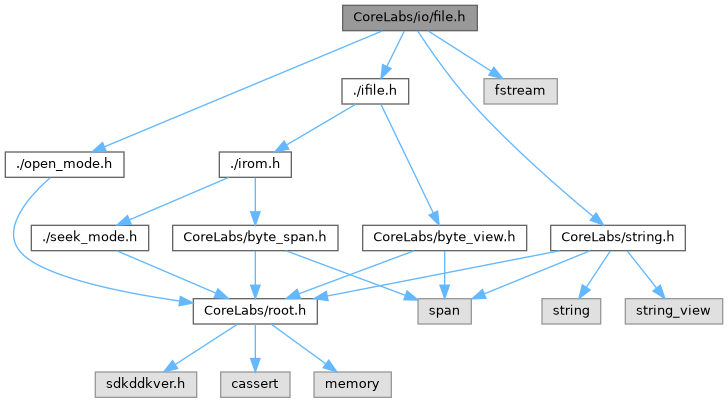 CoreLabs/io/file.h
./ifile.h
fstream
./open_mode.h
./irom.h
./seek_mode.h
CoreLabs/byte_span.h
CoreLabs/byte_view.h
CoreLabs/string.h
CoreLabs/root.h
span
string
string_view
sdkddkver.h
cassert
memory